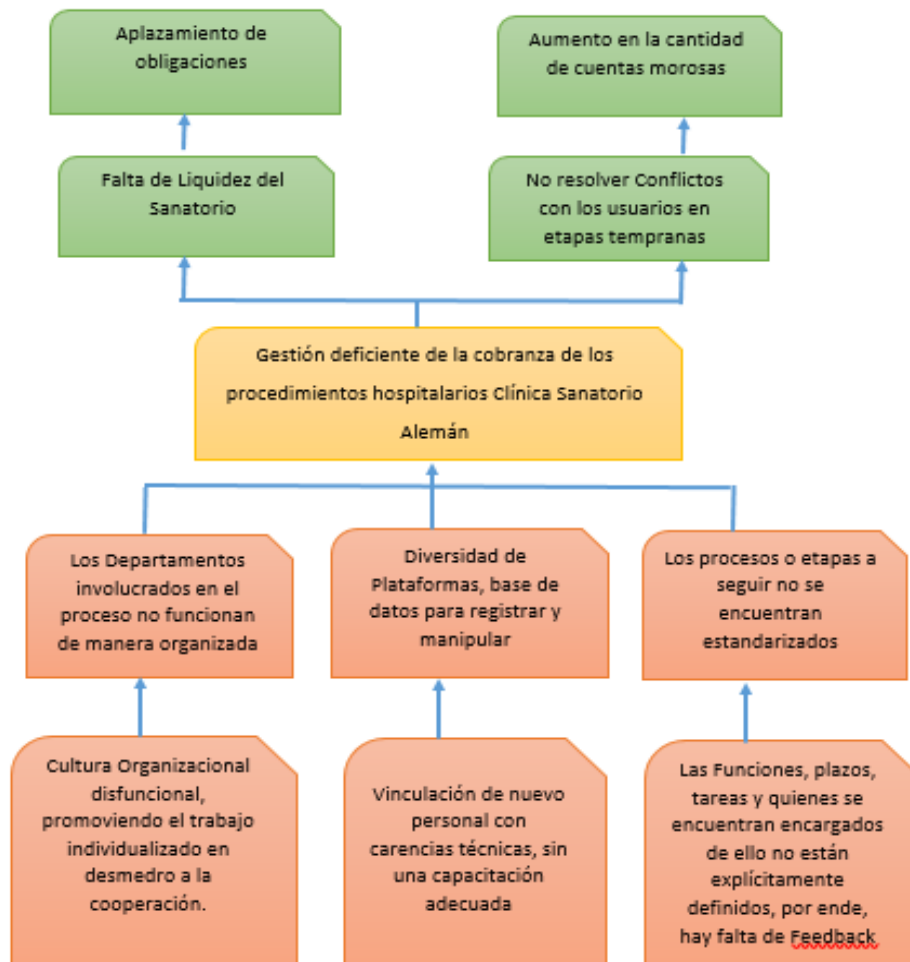 Aplazamiento de
obligaciones
Aumento en la cantidad
de cuentas morosas
Falta de Liquidez del
Sanatorio
No resolver Conflictos
con los usuarios en
etapas tempranas
Gestión deficiente de la cobranza de los
procedimientos hospitalarios Clínica Sanatorio
Alemán
Los Departamentos
involucrados en el
proceso no funcionan
de manera organizada
Diversidad de
Plataformas, base de
datos para registrar y
manipular
Los procesos o etapas a
seguir no se
encuentran
estandarizados
Cultura Organizacional
disfuncional,
promoviendo el trabajo
individualizado en
desmedro a la
cooperación.
Vinculación de nuevo
personal con
carencias técnicas, sin
una capacitación
adecuada
Las Funciones, plazos,
tareas y quienes se
encuentran encargados
de ello no están
explícitamente
definidos, por ende,
hay falta de Feedback